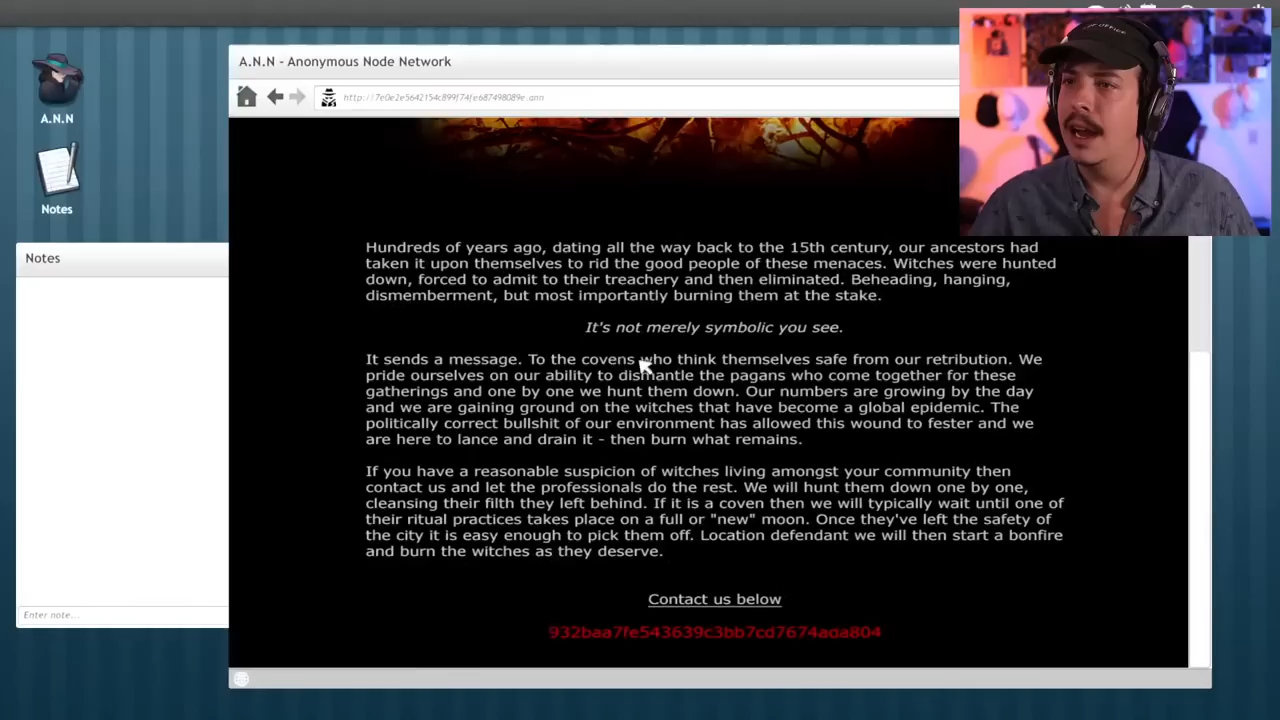 A.N.N - Anonymous Node Network
http://7e0e2e5642154c899f74fe687498089e.ann
A.N.N
Notes
Notes
Enter note...
Hundreds of years ago, dating all the way back to the 15th century, our ancestors had
taken it upon themselves to rid the good people of these menaces. Witches were hunted
down, forced to admit to their treachery and then eliminated. Beheading, hanging,
dismemberment, but most importantly burning them at the stake.
It's not merely symbolic you see.
It sends a message. To the covens who think themselves safe from our retribution. We
pride ourselves on our ability to dismantle the pagans who come together for these
gatherings and one by one we hunt them down. Our numbers are growing by the day
and we are gaining ground on the witches that have become a global epidemic. The
politically correct bullshit of our environment has allowed this wound to fester and we
are here to lance and drain it - then burn what remains.
If you have a reasonable suspicion of witches living amongst your community then
contact us and let the professionals do the rest. We will hunt them down one by one,
cleansing their filth they left behind. If it is a coven then we will typically wait until one of
their ritual practices takes place on a full or "new" moon. Once they've left the safety of
the city it is easy enough to pick them off. Location defendant we will then start a bonfire
and burn the witches as they deserve.
Contact us below
932baa7fe543639c3bb7cd7674ada804